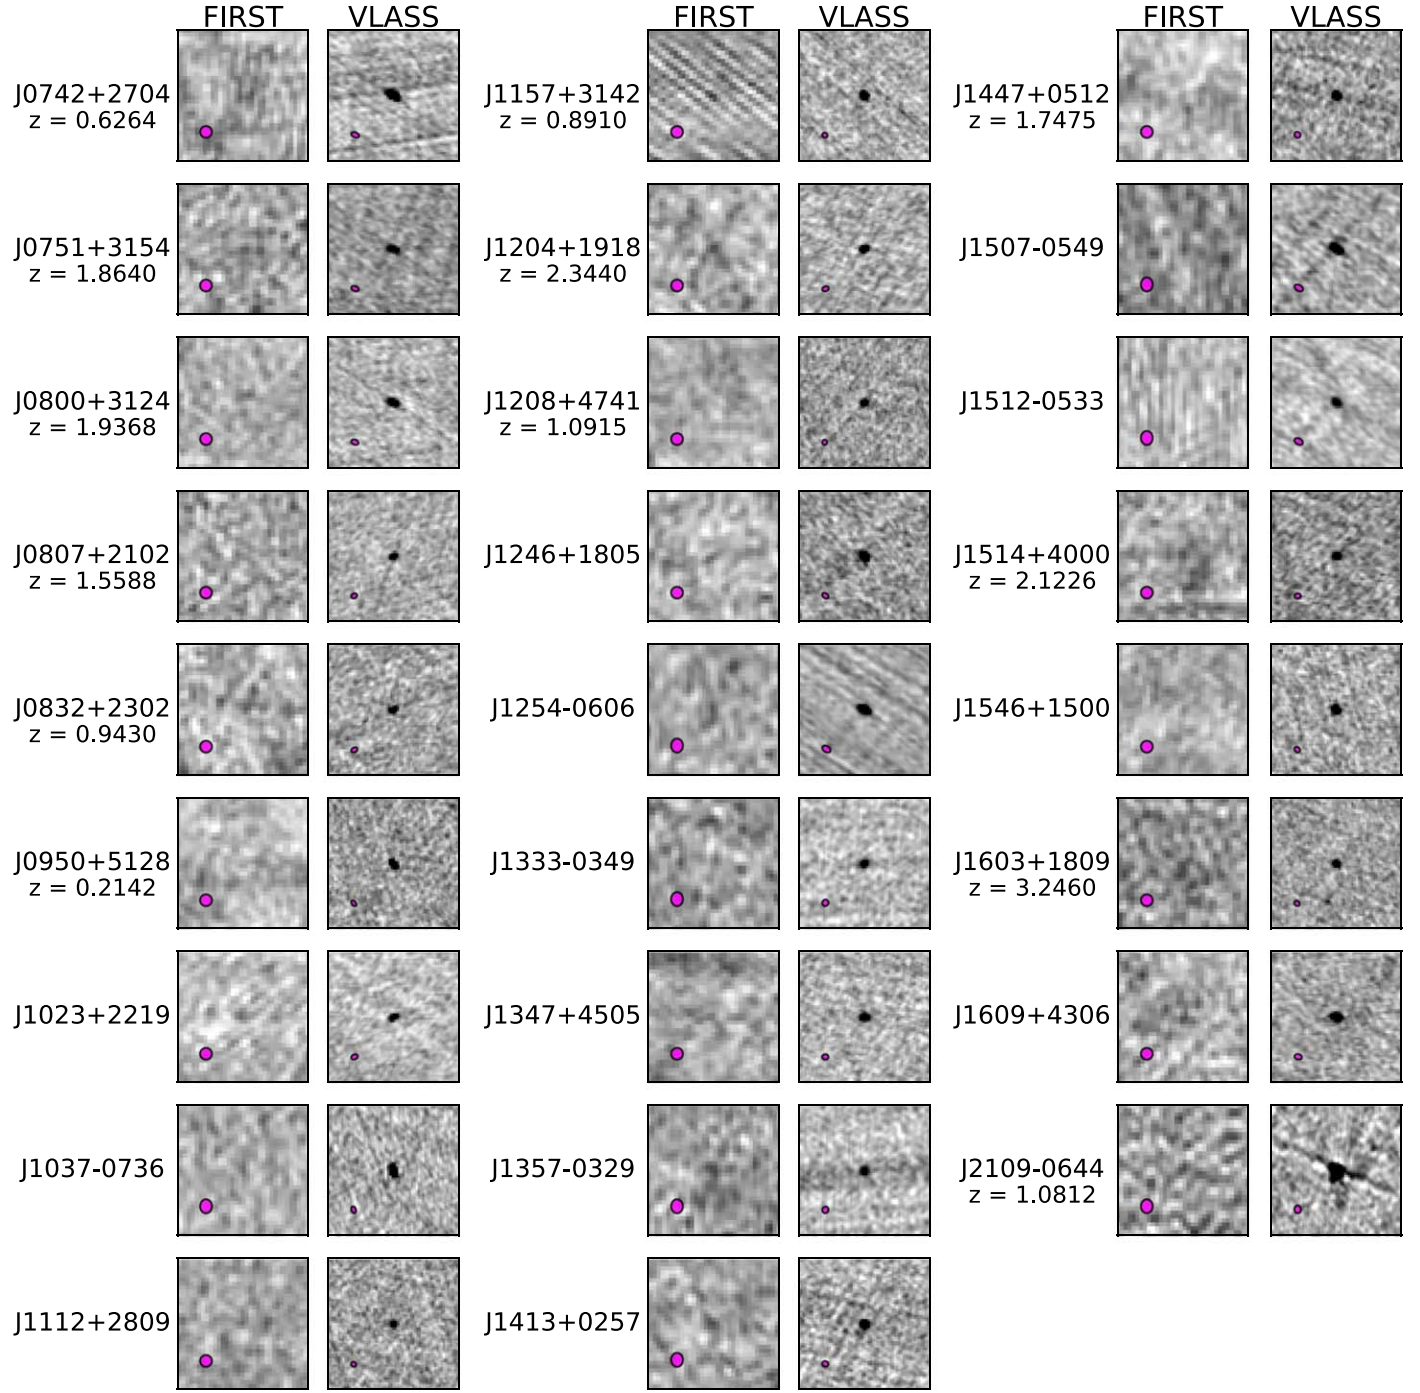 FIRST VLASS FIRST VLASS FIRST VLASS
J0742+2704
z = 0.6264
J0751+3154
z = 1.8640
J0800+3124
z = 1.9368
J0807+2102
z = 1.5588
J0832+2302
z = 0.9430
J0950+5128
z = 0.2142
J1023+2219
J1037-0736
J1112+2809
J1157+3142
z = 0.8910
J1204+1918
z = 2.3440
J1208+4741
z = 1.0915
J1246+1805
J1254-0606
J1333-0349
J1347+4505
J1357-0329
J1413+0257
J1447+0512
z = 1.7475
J1507-0549
J1512-0533
J1514+4000
z = 2.1226
J1546+1500
J1603+1809
z = 3.2460
J1609+4306
J2109-0644
z = 1.0812